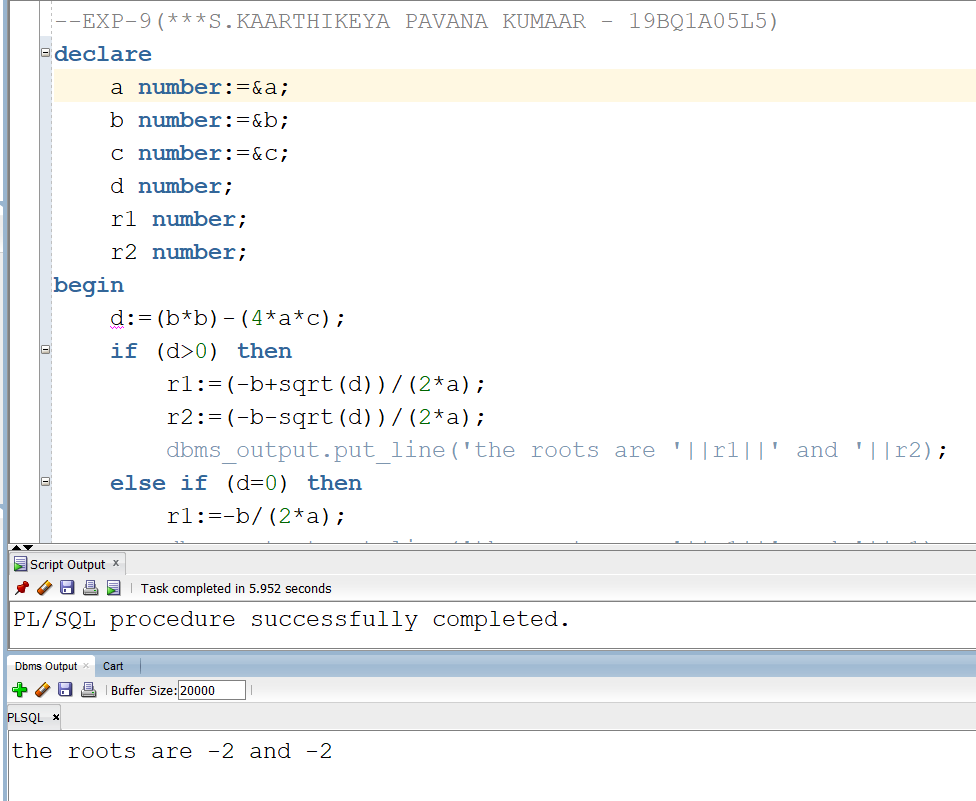 --EXP-9(***S.KAARTHIKEYA PAVANA KUMAAR - 19BQ1A05L5)
declare
a number:=&a;
b number:=&b;
c number:=&c;
d number;
r1 number;
r2 number;
begin
d:=(b*b)-(4*a*c);
if (d>0) then
r1:=(-b+sqrt(d))/(2*a);
r2:=(-b-sqrt(d))/(2*a);
dbms_output.put_line('the roots are '||r1||' and '||r2);
else if (d=0) then
r1:=-b/(2*a);
Script Output x
Task completed in 5.952 seconds
PL/SQL procedure successfully completed.
Dbms Output x Cart
Buffer Size: 20000
PLSQL x
the roots are -2 and -2